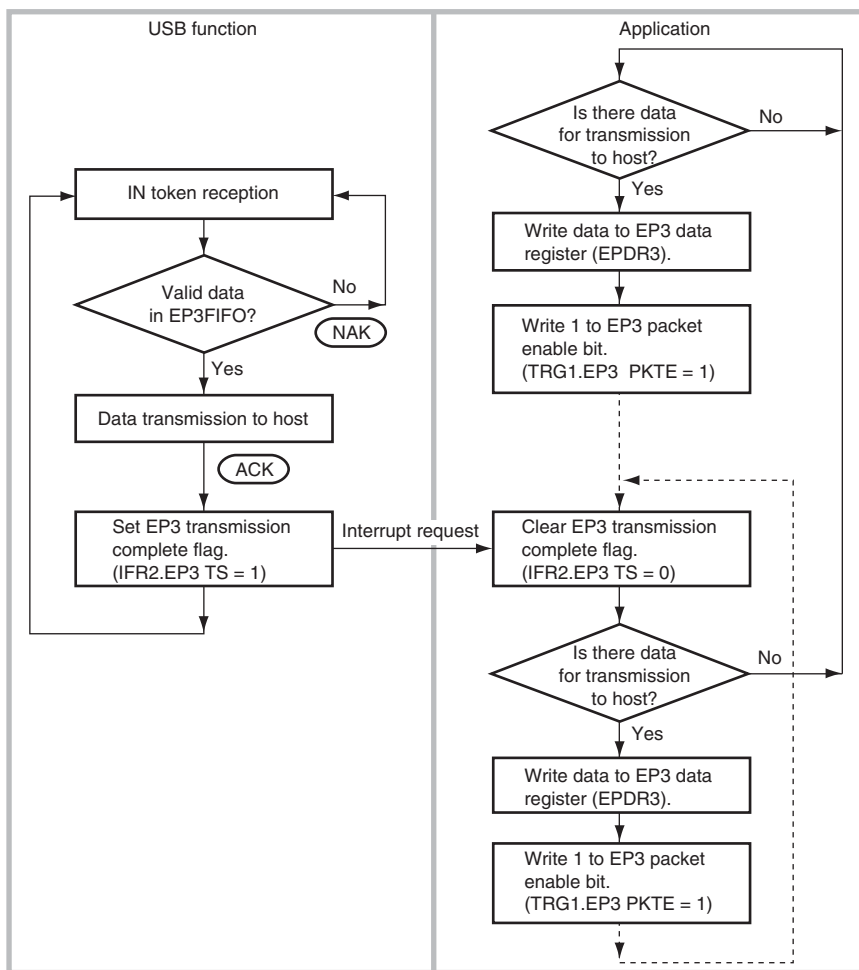 USB function
IN token reception
Valid data
in EP3FIFO?
No
NAK
Yes
Data transmission to host
ACK
Set EP3 transmission
complete flag.
(IFR2.EP3 TS = 1)
Interrupt request
Application
Is there data
for transmission
to host?
No
Yes
Write data to EP3 data
register (EPDR3).
Write 1 to EP3 packet
enable bit.
(TRG1.EP3  PKTE = 1)
Clear EP3 transmission
complete flag.
(IFR2.EP3 TS = 0)
Is there data
for transmission
to host?
No
Yes
Write data to EP3 data
register (EPDR3).
Write 1 to EP3 packet
enable bit.
(TRG1.EP3 PKTE = 1)